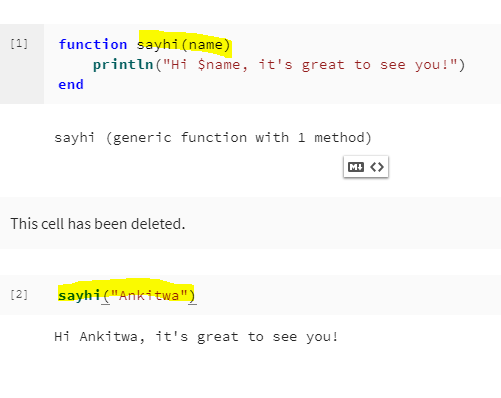 [1] function sayhi(name)
println("Hi $name, it's great to see you!")
end
sayhi (generic function with 1 method)
M↓ <>
This cell has been deleted.
[2] sayhi("Ankitwa")
Hi Ankitwa, it's great to see you!